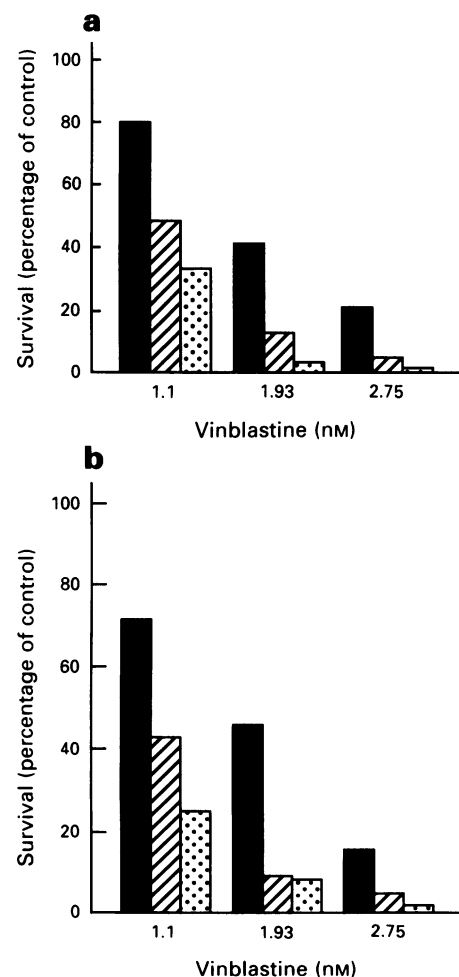 a
Survival (percentage of control)
100
80
60
40
20
0
1.1 1.93 2.75
Vinblastine (nM)
b
Survival (percentage of control)
100
80
60
40
20
0
1.1 1.93 2.75
Vinblastine (nM)